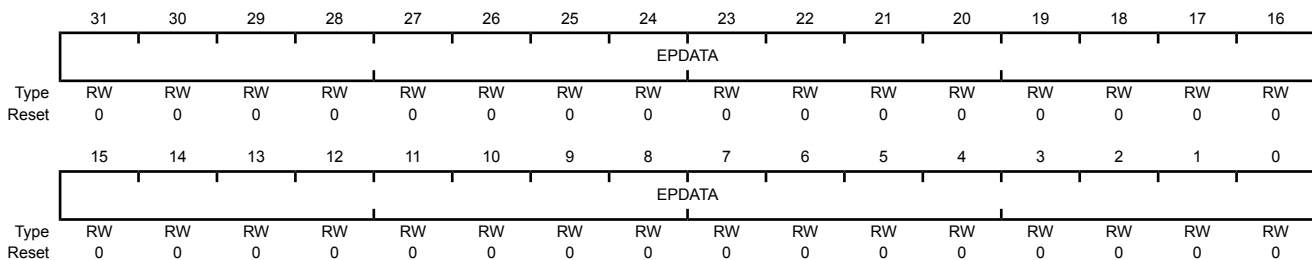 31 30 29 28 27 26 25 24 23 22 21 20 19 18 17 16
EPDATA
Type RW RW RW RW RW RW RW RW RW RW RW RW RW RW RW RW
Reset 0 0 0 0 0 0 0 0 0 0 0 0 0 0 0 0
15 14 13 12 11 10 9 8 7 6 5 4 3 2 1 0
EPDATA
Type RW RW RW RW RW RW RW RW RW RW RW RW RW RW RW RW
Reset 0 0 0 0 0 0 0 0 0 0 0 0 0 0 0 0